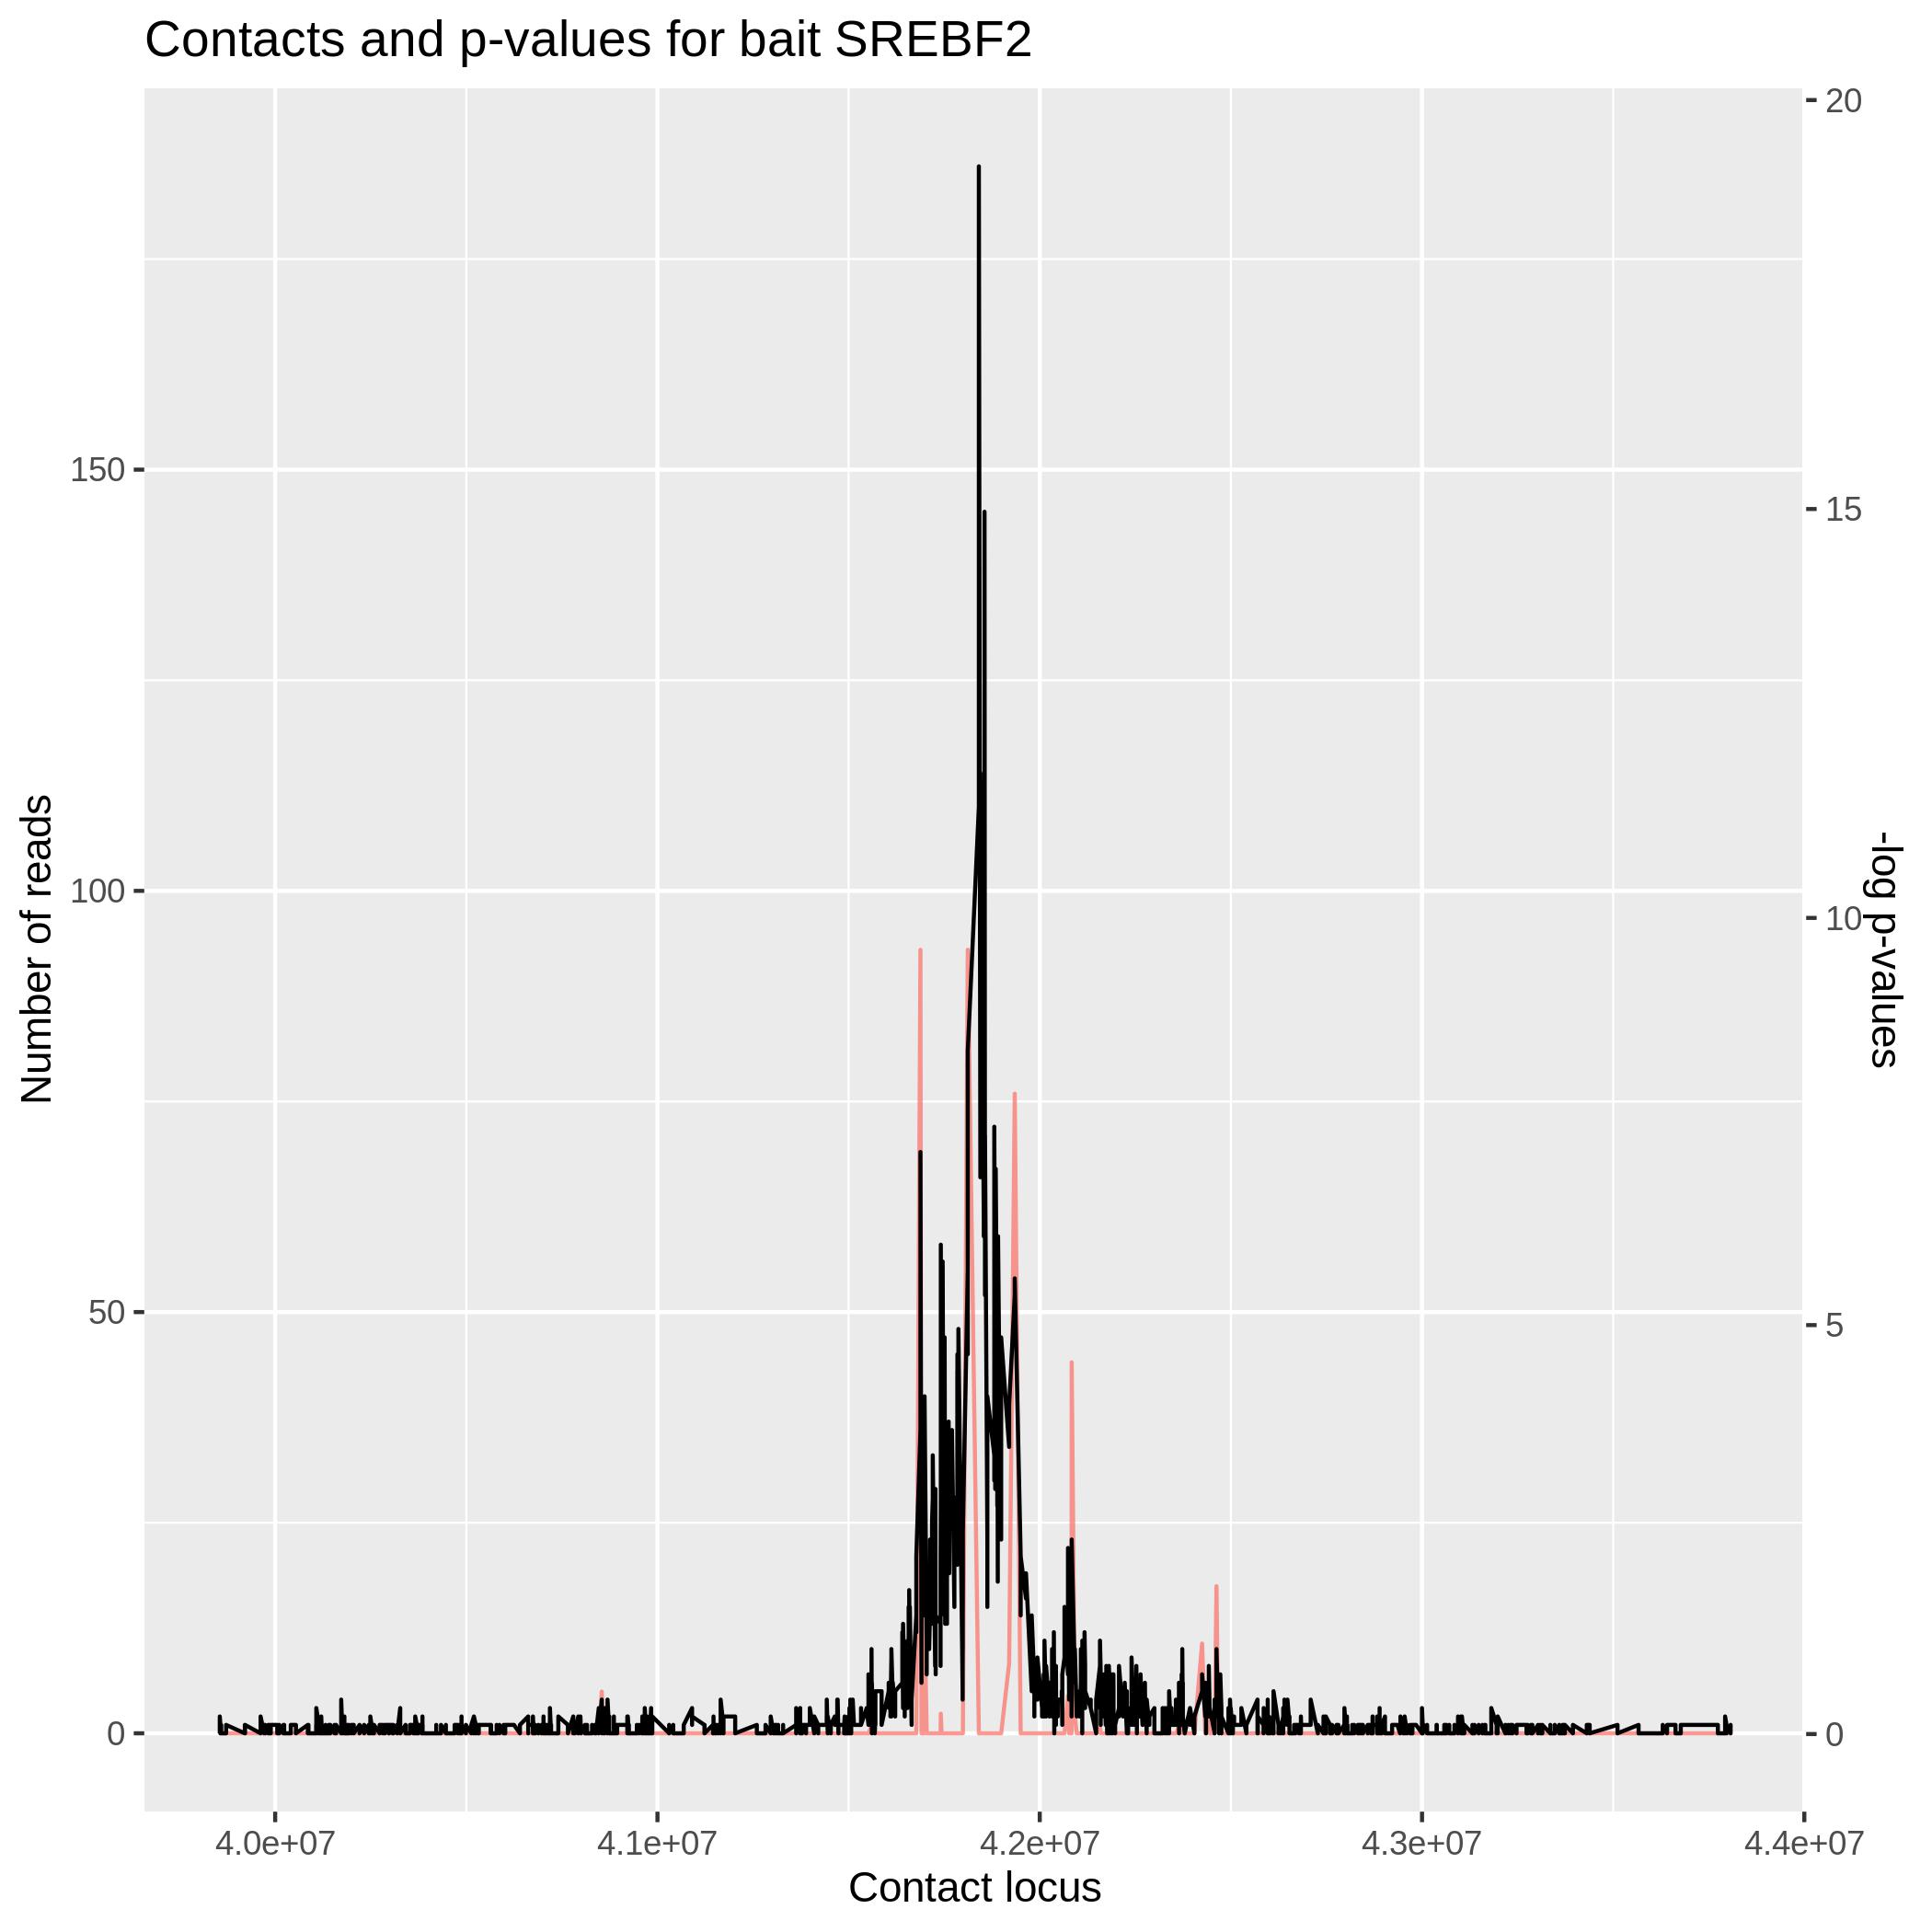 Contacts and p-values for bait SREBF2
Number of reads
150
100
50
0
20
15
10
5
0
-log p-values
4.0e+07
4.1e+07
4.2e+07
4.3e+07
4.4e+07
Contact locus